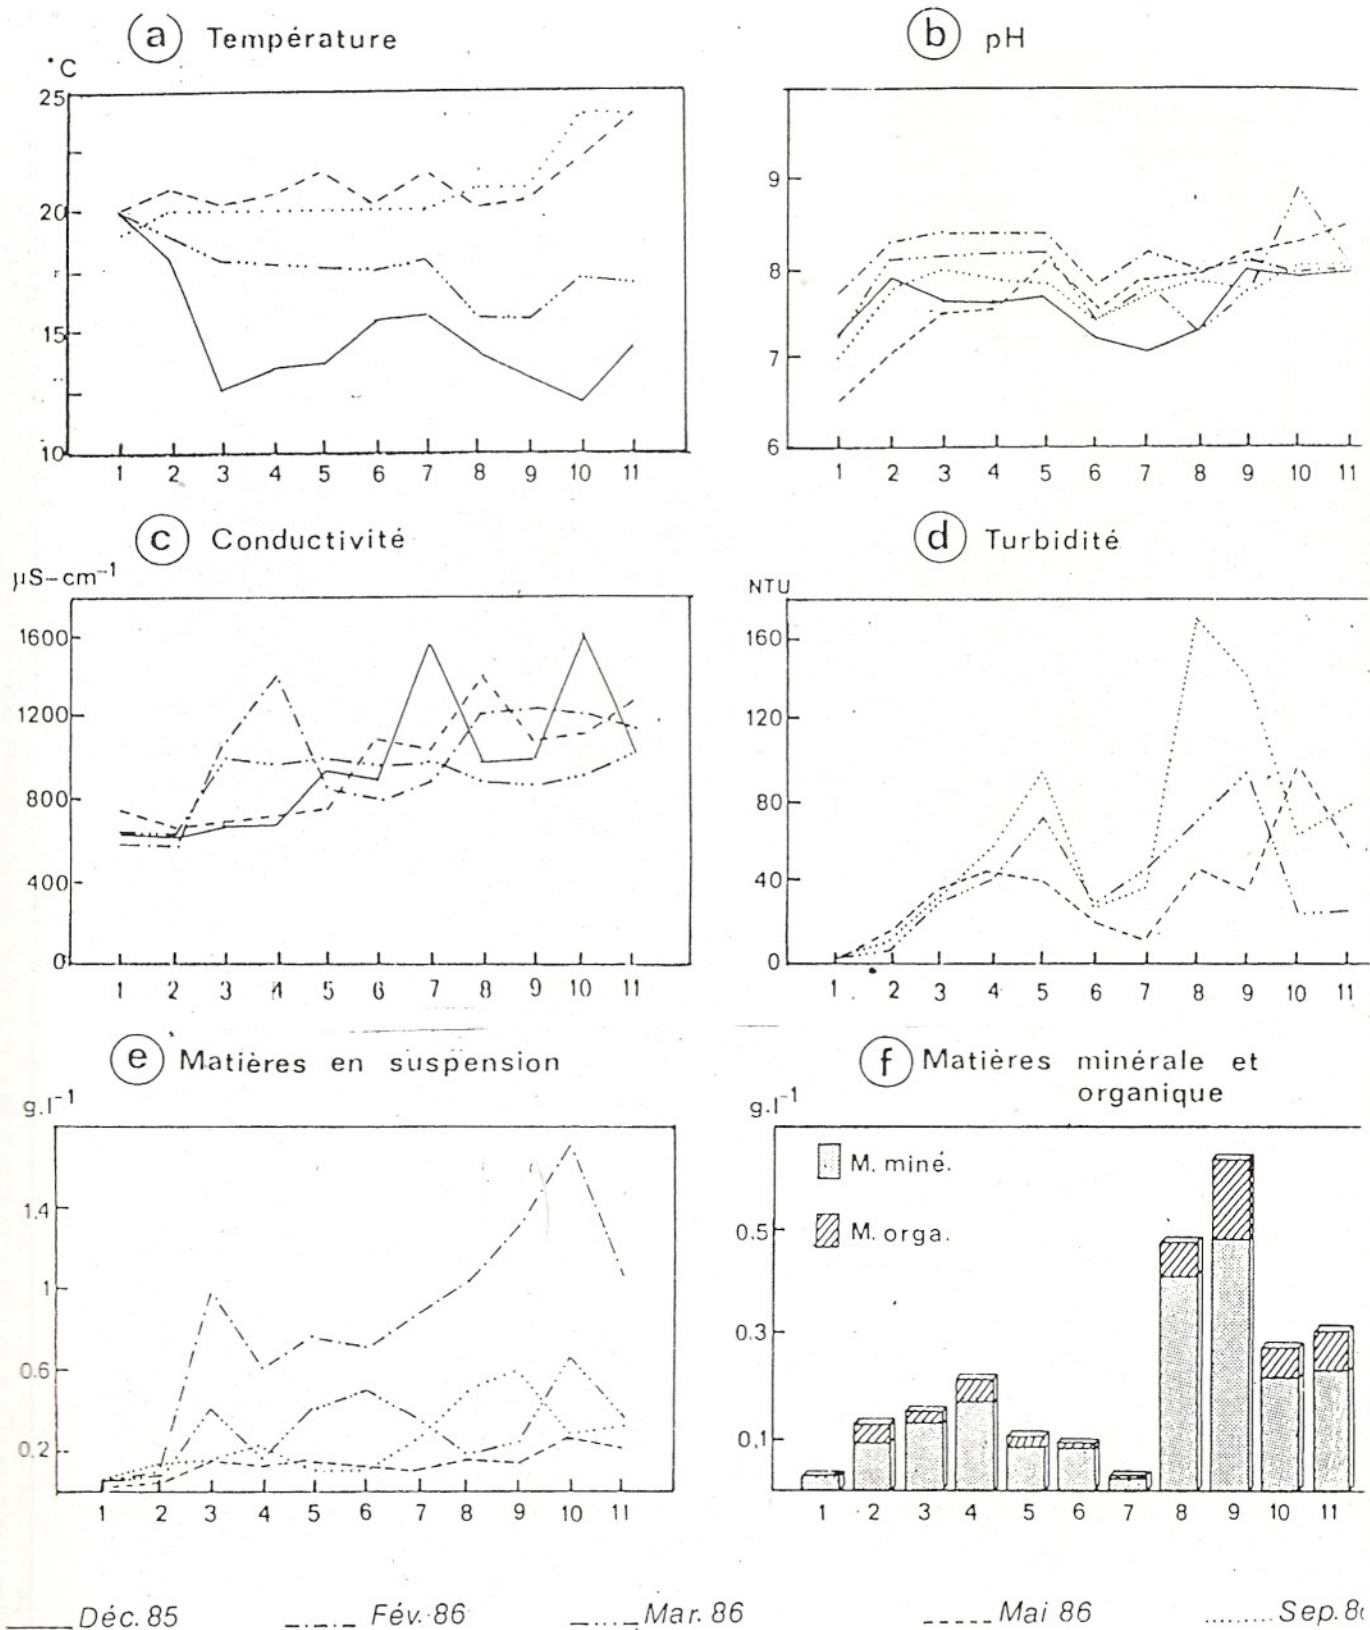 a Température
°C
25
20
5
15
10
1 2 3 4 5 6 7 8 9 10 11
b pH
9
8
7
6
1 2 3 4 5 6 7 8 9 10 11
c Conductivité
µS-cm⁻¹
1600
1200
800
400
0
1 2 3 4 5 6 7 8 9 10 11
d Turbidité
NTU
160
120
80
40
0
1 2 3 4 5 6 7 8 9 10 11
e Matières en suspension
g.l⁻¹
1.4
1
0.6
0.2
1 2 3 4 5 6 7 8 9 10 11
f Matières minérale et
organique
g.l⁻¹
M. miné.
M. orga.
0.5
0.3
0.1
1 2 3 4 5 6 7 8 9 10 11
Déc. 85 Fév. 86 Mar. 86 Mai 86 Sep. 8